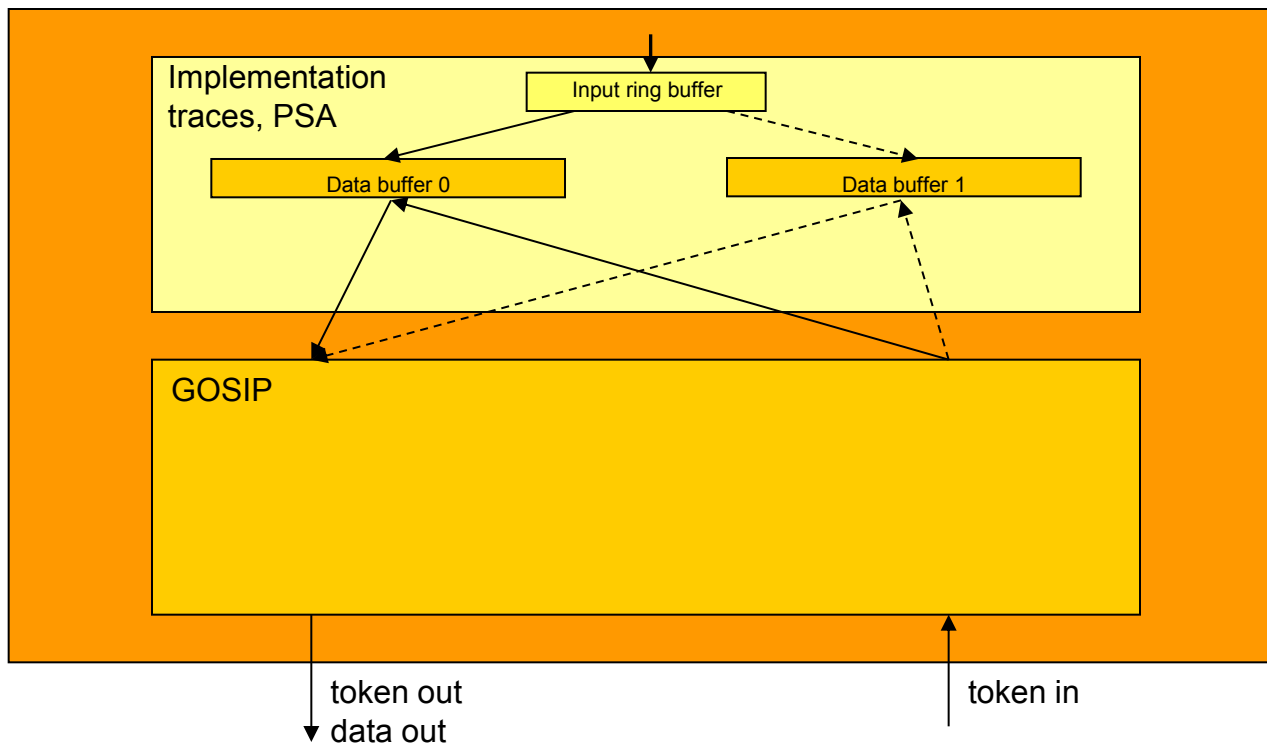 Implementation
traces, PSA
Input ring buffer
Data buffer 0
Data buffer 1
GOSIP
token out
data out
token in